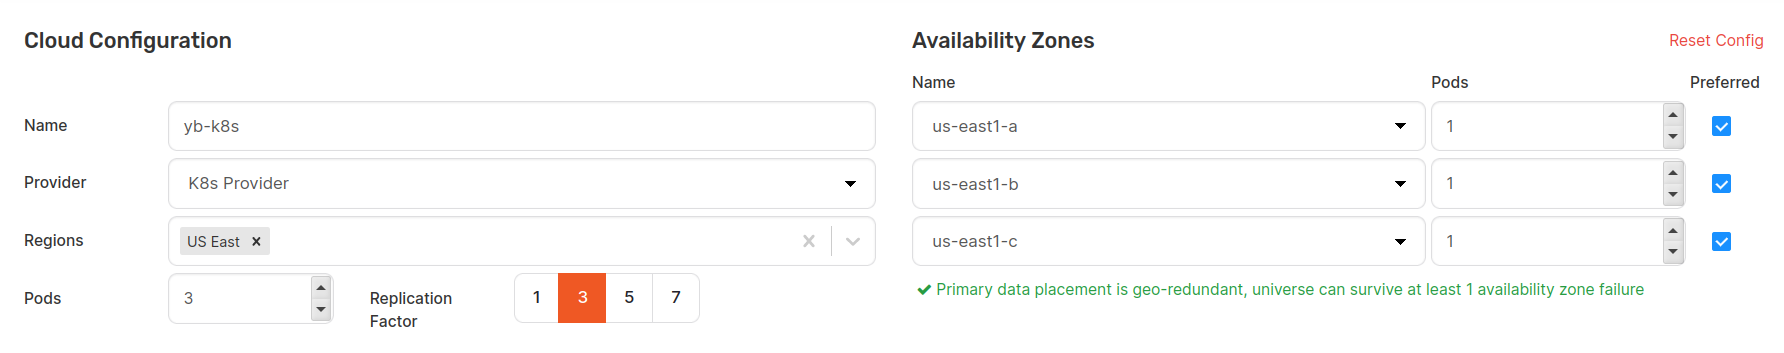 Cloud Configuration
Name
yb-k8s
Provider
K8s Provider
Regions
US East
Pods
3
Replication
Factor
1 3 5 7
Availability Zones
Reset Config
Name Pods Preferred
us-east1-a 1
us-east1-b 1
us-east1-c 1
Primary data placement is geo-redundant, universe can survive at least 1 availability zone failure